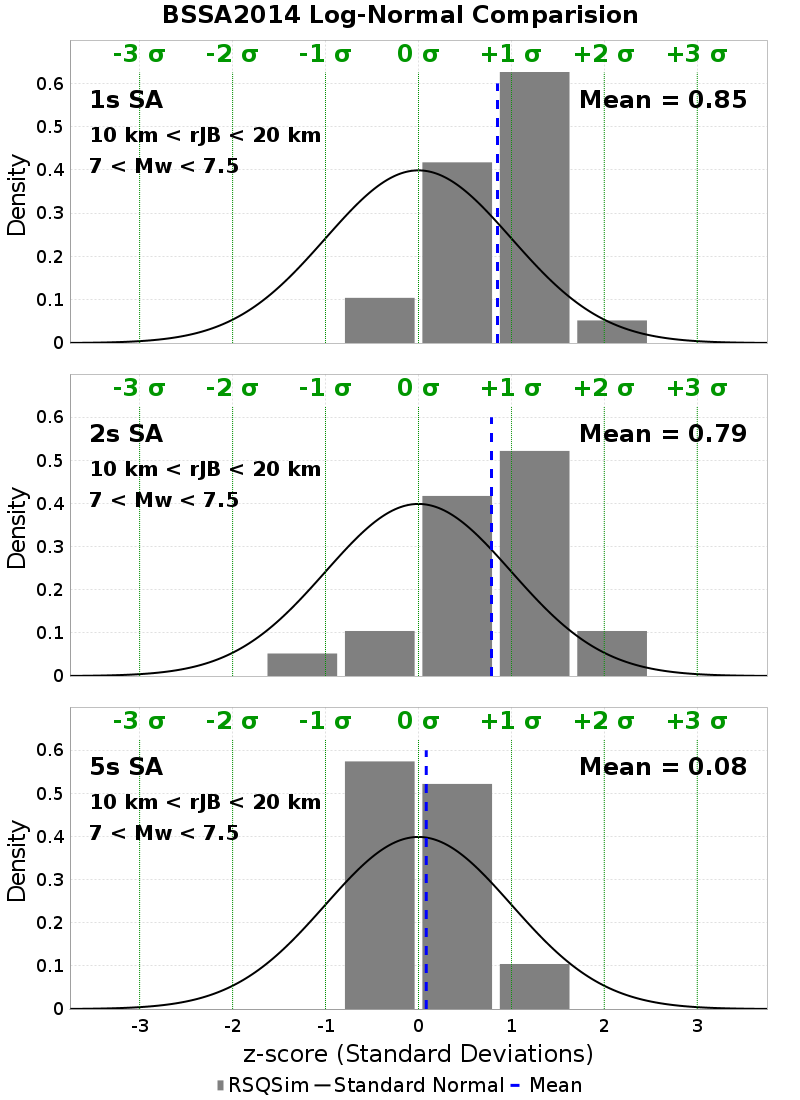 BSSA2014 Log-Normal Comparision
-3 σ -2 σ -1 σ 0 σ +1 σ +2 σ +3 σ
1s SA Mean = 0.85
10 km < rJB < 20 km
7 < Mw < 7.5
Density
0.6
0.5
0.4
0.3
0.2
0.1
0
-3 σ -2 σ -1 σ 0 σ +1 σ +2 σ +3 σ
2s SA Mean = 0.79
10 km < rJB < 20 km
7 < Mw < 7.5
Density
0.6
0.5
0.4
0.3
0.2
0.1
0
-3 σ -2 σ -1 σ 0 σ +1 σ +2 σ +3 σ
5s SA Mean = 0.08
10 km < rJB < 20 km
7 < Mw < 7.5
Density
0.6
0.5
0.4
0.3
0.2
0.1
0
-3 -2 -1 0 1 2 3
z-score (Standard Deviations)
RSQSim Standard Normal Mean